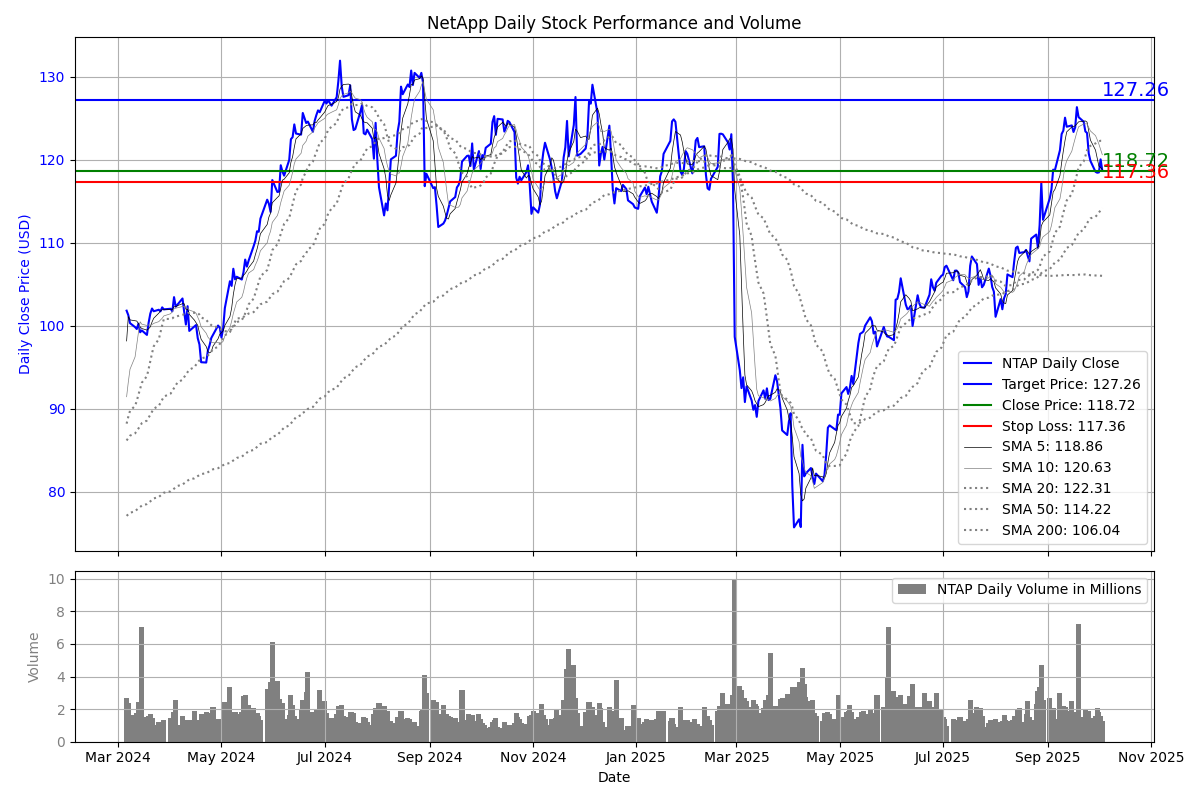 NetApp Daily Stock Performance and Volume
130
120
110
100
90
80
Daily Close Price (USD)
127.26
118.72
117.36
NTAP Daily Close
Target Price: 127.26
Close Price: 118.72
Stop Loss: 117.36
SMA 5: 118.86
SMA 10: 120.63
SMA 20: 122.31
SMA 50: 114.22
SMA 200: 106.04
10
8
6
4
2
0
Volume
NTAP Daily Volume in Millions
Mar 2024 May 2024 Jul 2024 Sep 2024 Nov 2024 Jan 2025 Mar 2025 May 2025 Jul 2025 Sep 2025 Nov 2025
Date